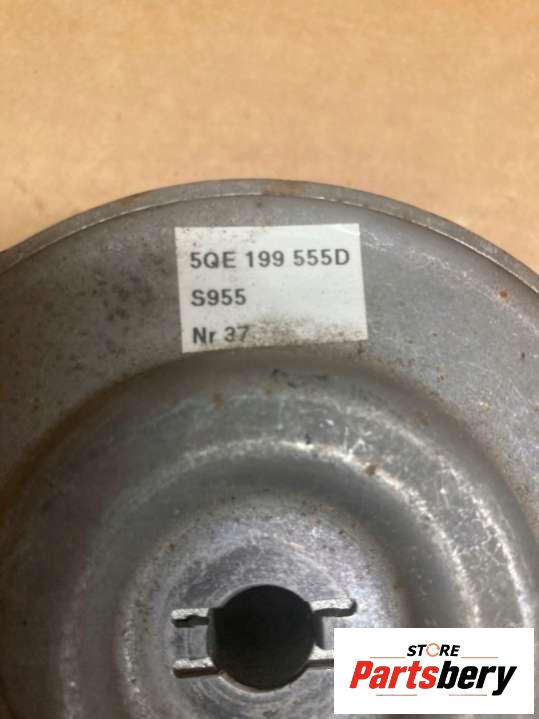 5QE 199 555D
S955
Nr 37
STORE
Partsbery